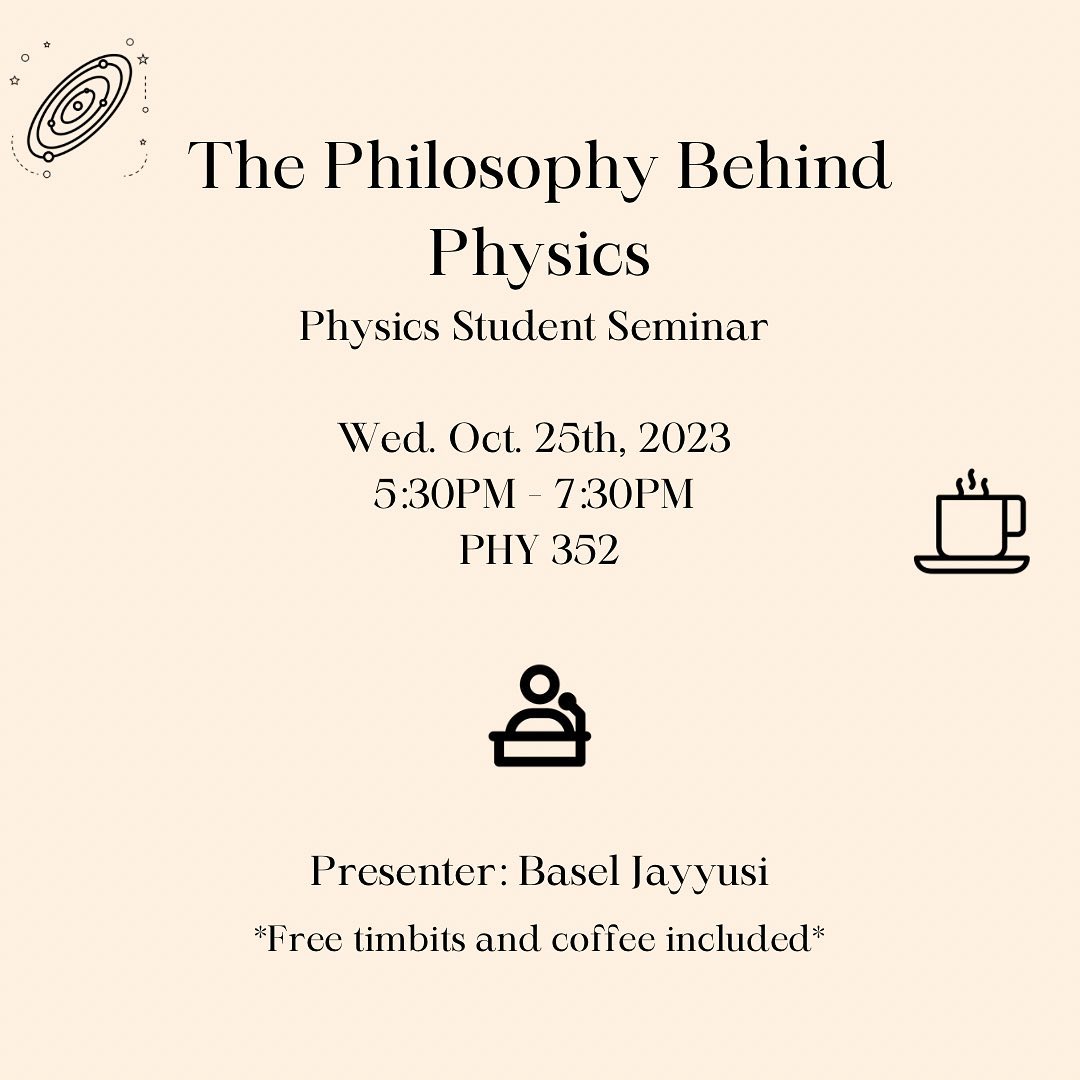 The Philosophy Behind
Physics
Physics Student Seminar
Wed. Oct. 25th, 2023
5:30PM - 7:30PM
PHY 352
Presenter: Basel Jayyusi
*Free timbits and coffee included*